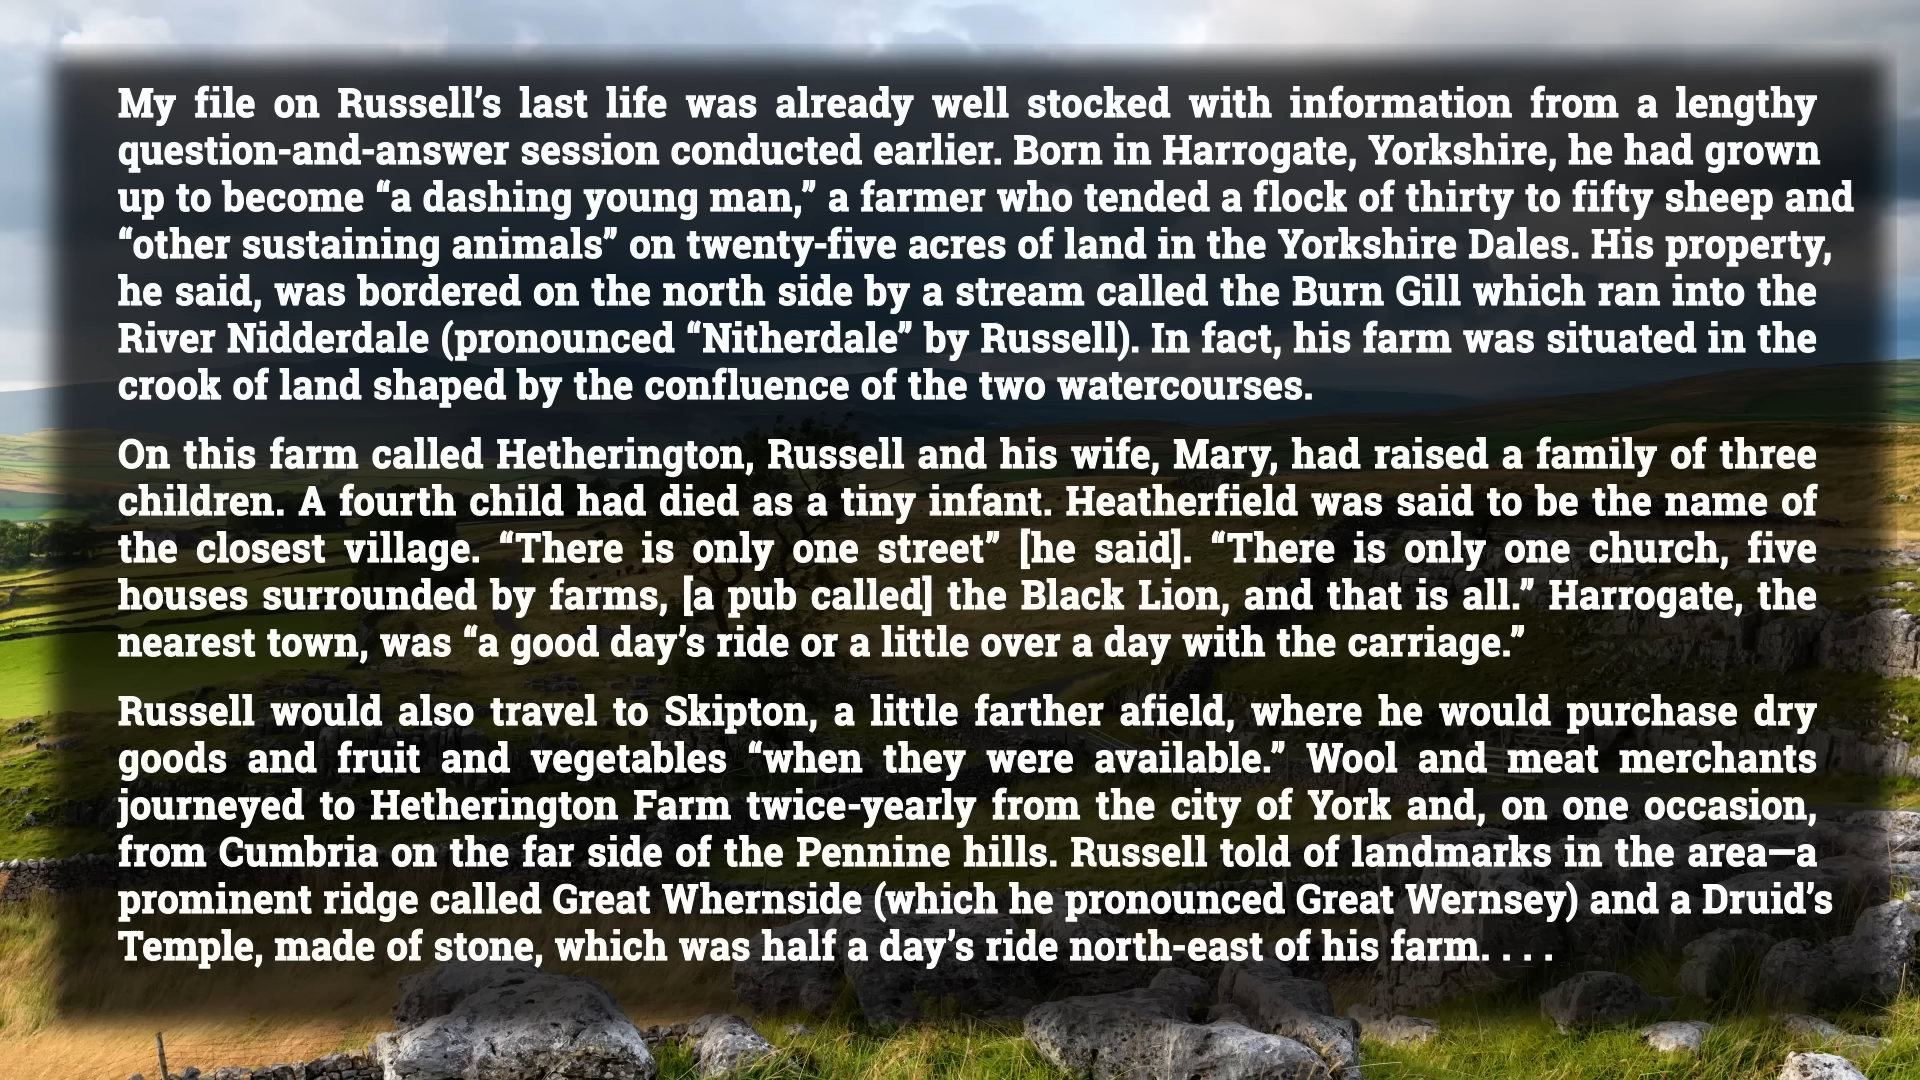 My file on Russell’s last life was already well stocked with information from a lengthy
question-and-answer session conducted earlier. Born in Harrogate, Yorkshire, he had grown
up to become “a dashing young man,” a farmer who tended a flock of thirty to fifty sheep and
“other sustaining animals” on twenty-five acres of land in the Yorkshire Dales. His property,
he said, was bordered on the north side by a stream called the Burn Gill which ran into the
River Nidderdale (pronounced “Nitherdale” by Russell). In fact, his farm was situated in the
crook of land shaped by the confluence of the two watercourses.
On this farm called Hetherington, Russell and his wife, Mary, had raised a family of three
children. A fourth child had died as a tiny infant. Heatherfield was said to be the name of
the closest village. “There is only one street” [he said]. “There is only one church, five
houses surrounded by farms, [a pub called] the Black Lion, and that is all.” Harrogate, the
nearest town, was “a good day’s ride or a little over a day with the carriage.”
Russell would also travel to Skipton, a little farther afield, where he would purchase dry
goods and fruit and vegetables “when they were available.” Wool and meat merchants
journeyed to Hetherington Farm twice-yearly from the city of York and, on one occasion,
from Cumbria on the far side of the Pennine hills. Russell told of landmarks in the area—a
prominent ridge called Great Whernside (which he pronounced Great Wernsey) and a Druid’s
Temple, made of stone, which was half a day’s ride north-east of his farm. . . .